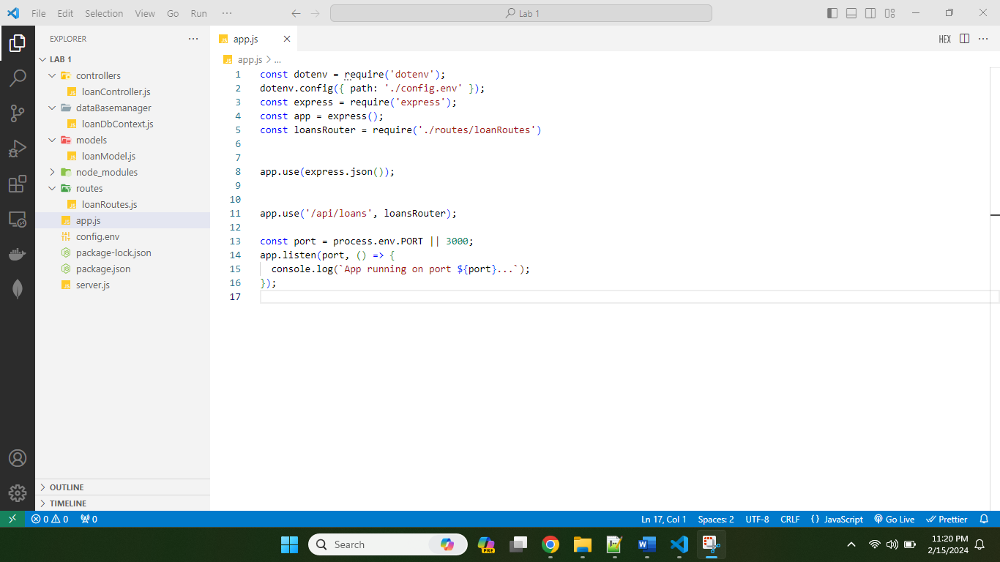 File Edit Selection View Go Run ···
Lab 1
EXPLORER
LAB 1
controllers
loanController.js
dataBasemanager
loanDbContext.js
models
loanModel.js
node_modules
routes
loanRoutes.js
app.js
config.env
package-lock.json
package.json
server.js
OUTLINE
TIMELINE
JS app.js
HEX
JS app.js > ...
1 const dotenv = require('dotenv');
2 dotenv.config({ path: './config.env' });
3 const express = require('express');
4 const app = express();
5 const loansRouter = require('./routes/loanRoutes')
6
7
8 app.use(express.json());
9
10
11 app.use('/api/loans', loansRouter);
12
13 const port = process.env.PORT || 3000;
14 app.listen(port, () => {
15 console.log(`App running on port ${port}...`);
16 });
17
0 0 0
Ln 17, Col 1 Spaces: 2 UTF-8 CRLF {} JavaScript Go Live Prettier
Search
PRE
11:20 PM
2/15/2024